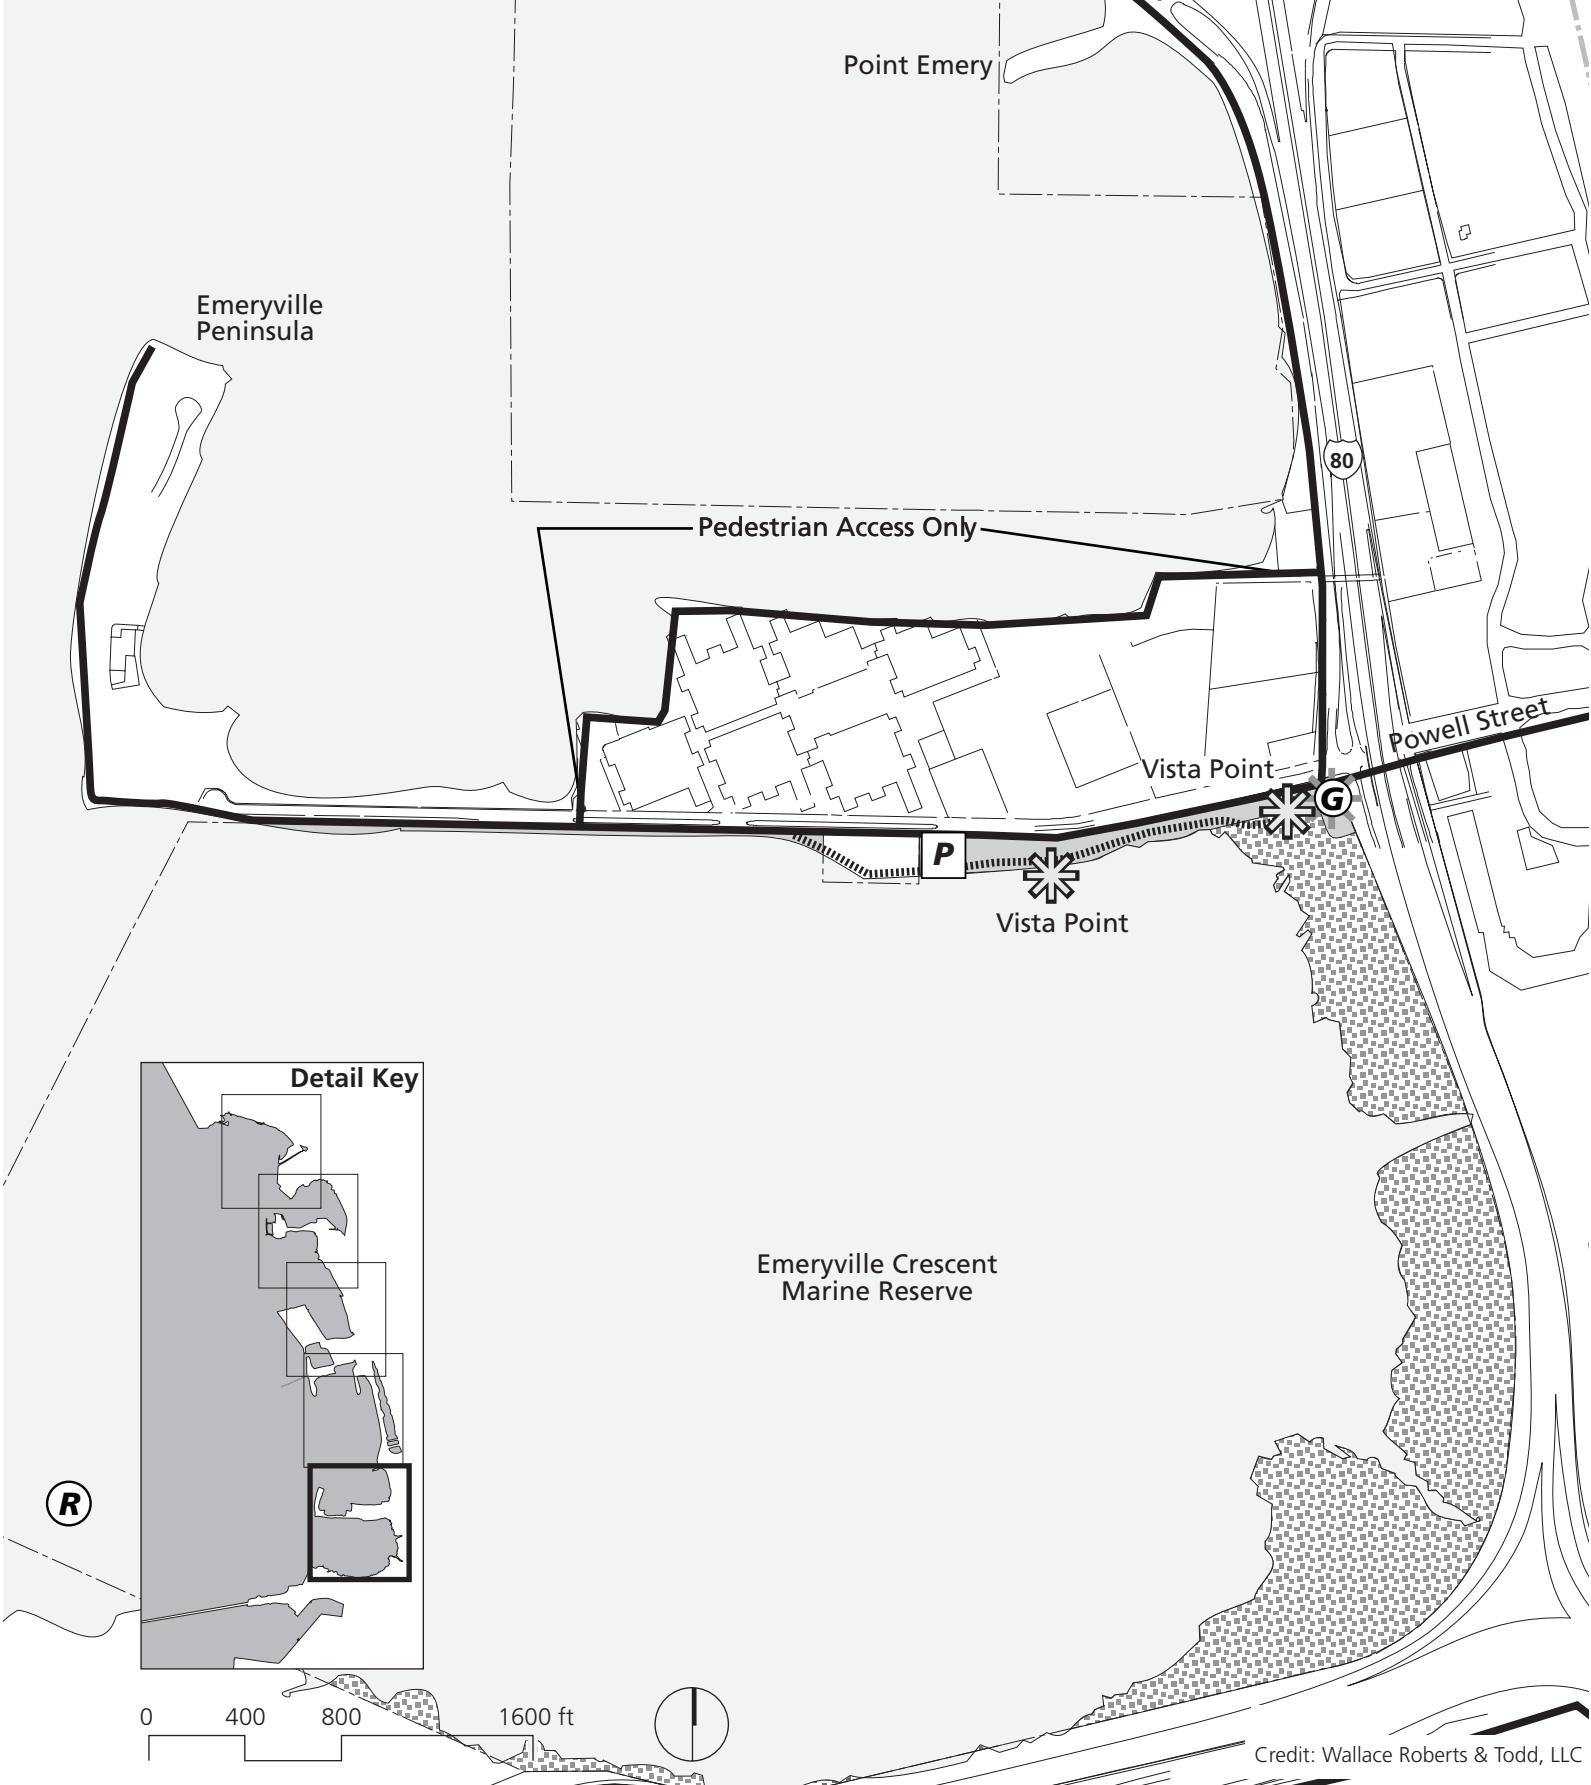 Point Emery
Emeryville
Peninsula
80
Pedestrian Access Only
Powell Street
Vista Point
G
P
Vista Point
Detail Key
Emeryville Crescent
Marine Reserve
R
0 400 800 1600 ft
Credit: Wallace Roberts & Todd, LLC